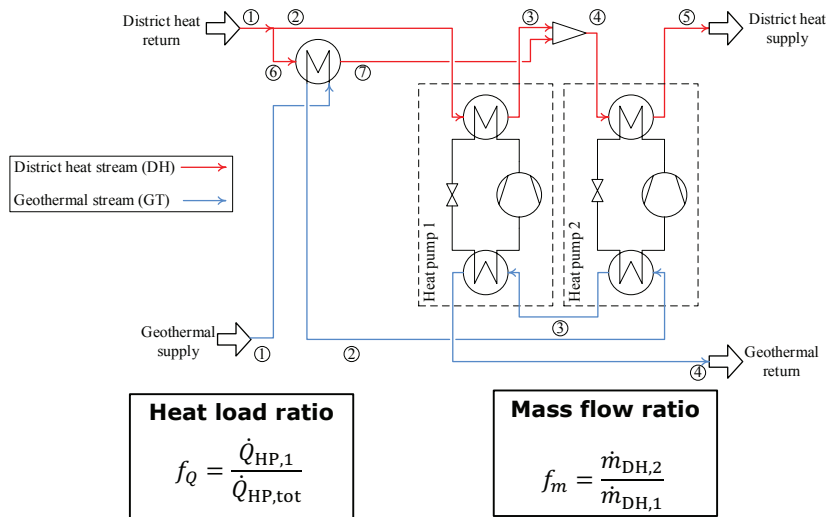 District heat
return
①
②
③
④
⑤
District heat
supply
⑥
⑦
District heat stream (DH)
Geothermal stream (GT)
Heat pump 1
Heat pump 2
Geothermal
supply
①
②
③
④
Geothermal
return
Heat load ratio
f_Q = Q̇_HP,1 / Q̇_HP,tot
Mass flow ratio
f_m = ṁ_DH,2 / ṁ_DH,1